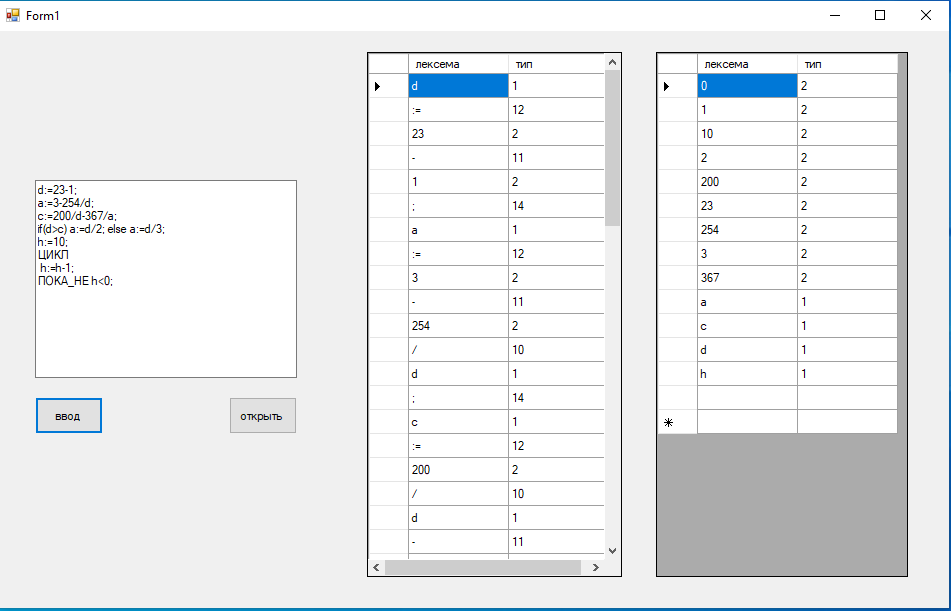 Form1
d:=23-1;
a:=3-254/d;
c:=200/d-367/a;
if(d>c) a:=d/2; else a:=d/3;
h:=10;
ЦИКЛ
h:=h-1;
ПОКА_НЕ h<0;
ввод
открыть
лексема тип
d 1
:= 12
23 2
- 11
1 2
; 14
a 1
:= 12
3 2
- 11
254 2
/ 10
d 1
; 14
c 1
:= 12
200 2
/ 10
d 1
- 11
лексема тип
0 2
1 2
10 2
2 2
200 2
23 2
254 2
3 2
367 2
a 1
c 1
d 1
h 1